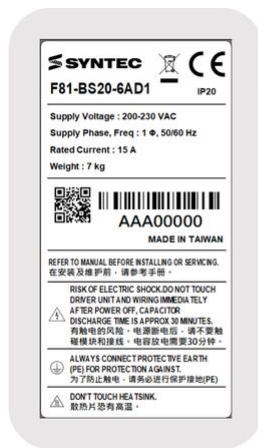 SYNTEC
F81-BS20-6AD1
IP20
Supply Voltage : 200-230 VAC
Supply Phase, Freq : 1 Φ, 50/60 Hz
Rated Current : 15 A
Weight : 7 kg
AAA00000
MADE IN TAIWAN
REFER TO MANUAL BEFORE INSTALLING OR SERVICING.
在安装及维护前，请参考手册。
RISK OF ELECTRIC SHOCK.DO NOT TOUCH
DRIVER UNIT AND WIRING IMMEDIATELY
AFTER POWER OFF, CAPACITOR
DISCHARGE TIME IS APPROX 30 MINUTES.
有触电的风险。电源断电后，请不要触
碰模块和接线。电容放电需要30分钟。
ALWAYS CONNECT PROTECTIVE EARTH
(PE) FOR PROTECTION AGAINST.
为了防止触电，请务必进行保护接地(PE)
DON'T TOUCH HEATSINK.
散热片恐有高温。